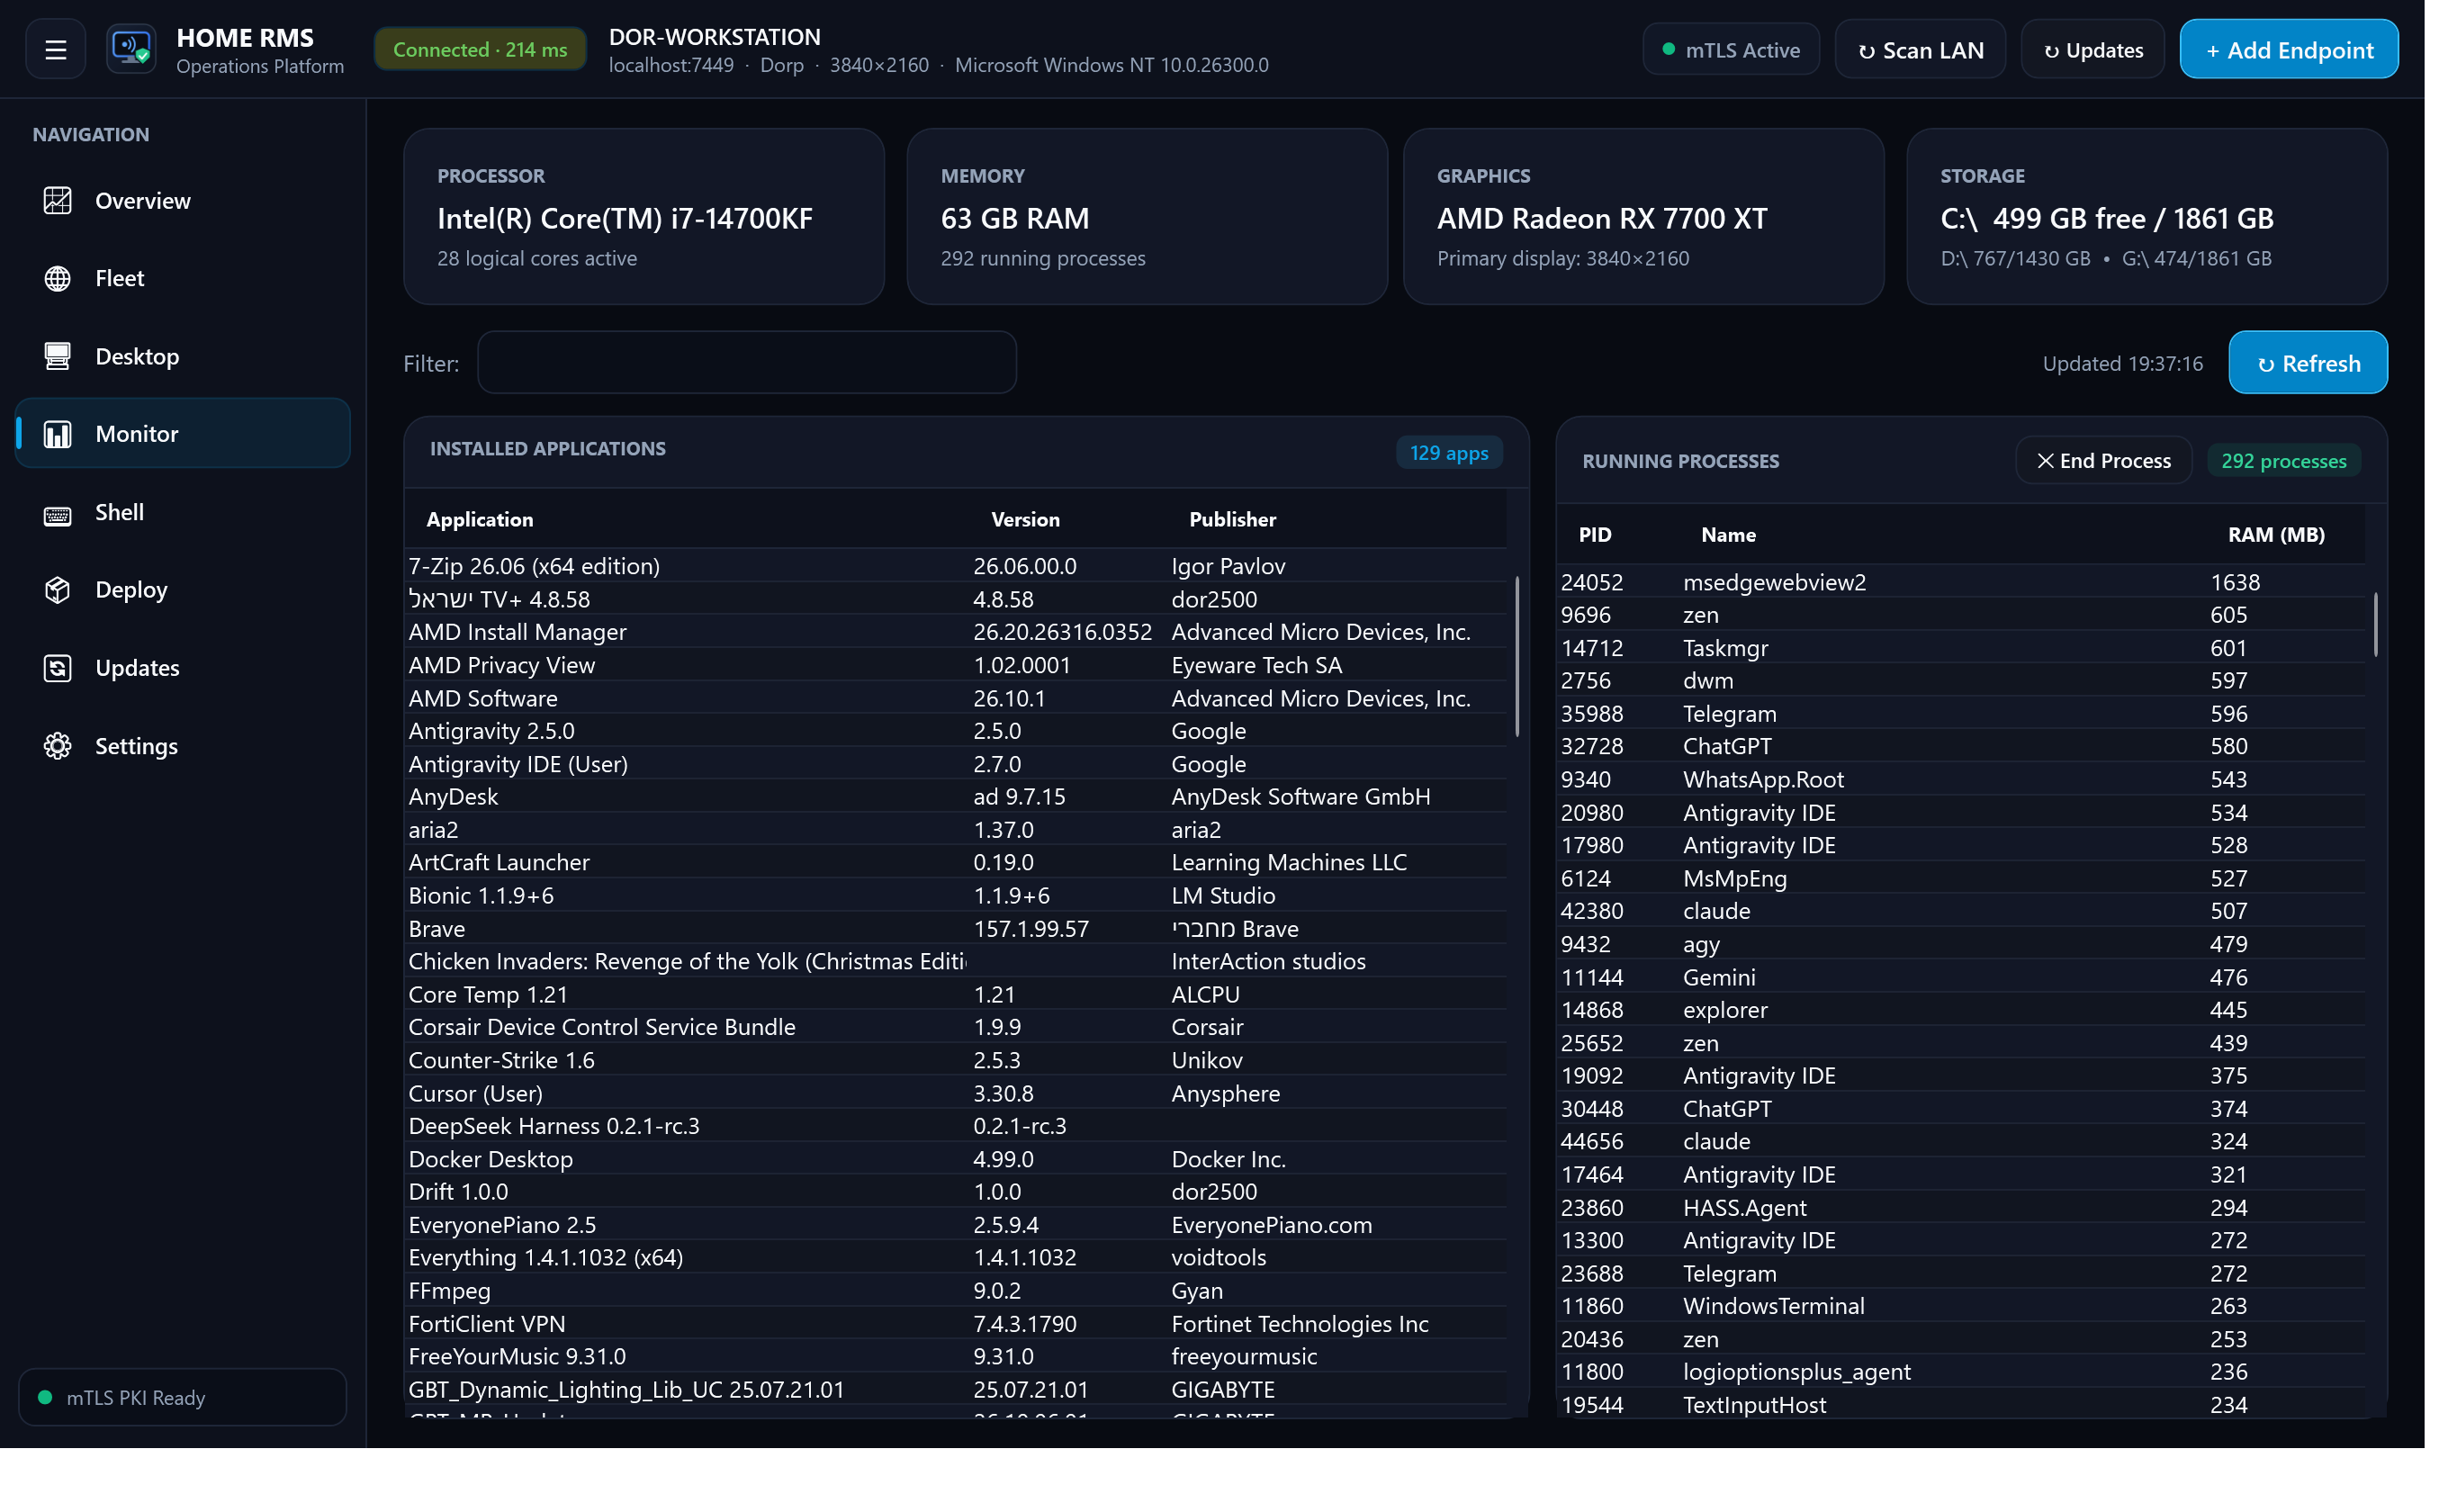 HOME RMS
Operations Platform
Connected · 214 ms
DOR-WORKSTATION
localhost:7449 · Dorp · 3840×2160 · Microsoft Windows NT 10.0.26300.0
mTLS Active
↻ Scan LAN
↻ Updates
+ Add Endpoint
NAVIGATION
Overview
Fleet
Desktop
Monitor
Shell
Deploy
Updates
Settings
mTLS PKI Ready
PROCESSOR
Intel(R) Core(TM) i7-14700KF
28 logical cores active
MEMORY
63 GB RAM
292 running processes
GRAPHICS
AMD Radeon RX 7700 XT
Primary display: 3840×2160
STORAGE
C:\ 499 GB free / 1861 GB
D:\ 767/1430 GB • G:\ 474/1861 GB
Filter:
Updated 19:37:16
↻ Refresh
INSTALLED APPLICATIONS
129 apps
Application Version Publisher
7-Zip 26.06 (x64 edition) 26.06.00.0 Igor Pavlov
ישראל TV+ 4.8.58 4.8.58 dor2500
AMD Install Manager 26.20.26316.0352 Advanced Micro Devices, Inc.
AMD Privacy View 1.02.0001 Eyeware Tech SA
AMD Software 26.10.1 Advanced Micro Devices, Inc.
Antigravity 2.5.0 2.5.0 Google
Antigravity IDE (User) 2.7.0 Google
AnyDesk ad 9.7.15 AnyDesk Software GmbH
aria2 1.37.0 aria2
ArtCraft Launcher 0.19.0 Learning Machines LLC
Bionic 1.1.9+6 1.1.9+6 LM Studio
Brave 157.1.99.57 מחברי Brave
Chicken Invaders: Revenge of the Yolk (Christmas Editi InterAction studios
Core Temp 1.21 1.21 ALCPU
Corsair Device Control Service Bundle 1.9.9 Corsair
Counter-Strike 1.6 2.5.3 Unikov
Cursor (User) 3.30.8 Anysphere
DeepSeek Harness 0.2.1-rc.3 0.2.1-rc.3
Docker Desktop 4.99.0 Docker Inc.
Drift 1.0.0 1.0.0 dor2500
EveryonePiano 2.5 2.5.9.4 EveryonePiano.com
Everything 1.4.1.1032 (x64) 1.4.1.1032 voidtools
FFmpeg 9.0.2 Gyan
FortiClient VPN 7.4.3.1790 Fortinet Technologies Inc
FreeYourMusic 9.31.0 9.31.0 freeyourmusic
GBT_Dynamic_Lighting_Lib_UC 25.07.21.01 25.07.21.01 GIGABYTE
RUNNING PROCESSES
✕ End Process
292 processes
PID Name RAM (MB)
24052 msedgewebview2 1638
9696 zen 605
14712 Taskmgr 601
2756 dwm 597
35988 Telegram 596
32728 ChatGPT 580
9340 WhatsApp.Root 543
20980 Antigravity IDE 534
17980 Antigravity IDE 528
6124 MsMpEng 527
42380 claude 507
9432 agy 479
11144 Gemini 476
14868 explorer 445
25652 zen 439
19092 Antigravity IDE 375
30448 ChatGPT 374
44656 claude 324
17464 Antigravity IDE 321
23860 HASS.Agent 294
13300 Antigravity IDE 272
23688 Telegram 272
11860 WindowsTerminal 263
20436 zen 253
11800 logioptionsplus_agent 236
19544 TextInputHost 234